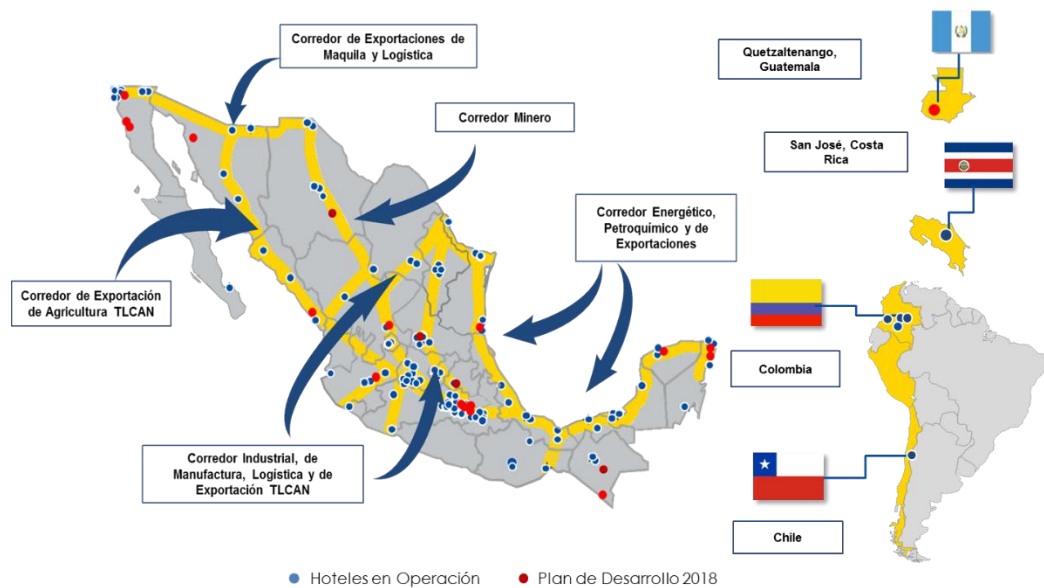 Corredor de Exportaciones de
Maquila y Logística
Quetzaltenango,
Guatemala
Corredor Minero
San José, Costa
Rica
Corredor Energético,
Petroquímico y de
Exportaciones
Corredor de Exportación
de Agricultura TLCAN
Colombia
Corredor Industrial, de
Manufactura, Logística y de
Exportación TLCAN
Chile
Hoteles en Operación
Plan de Desarrollo 2018